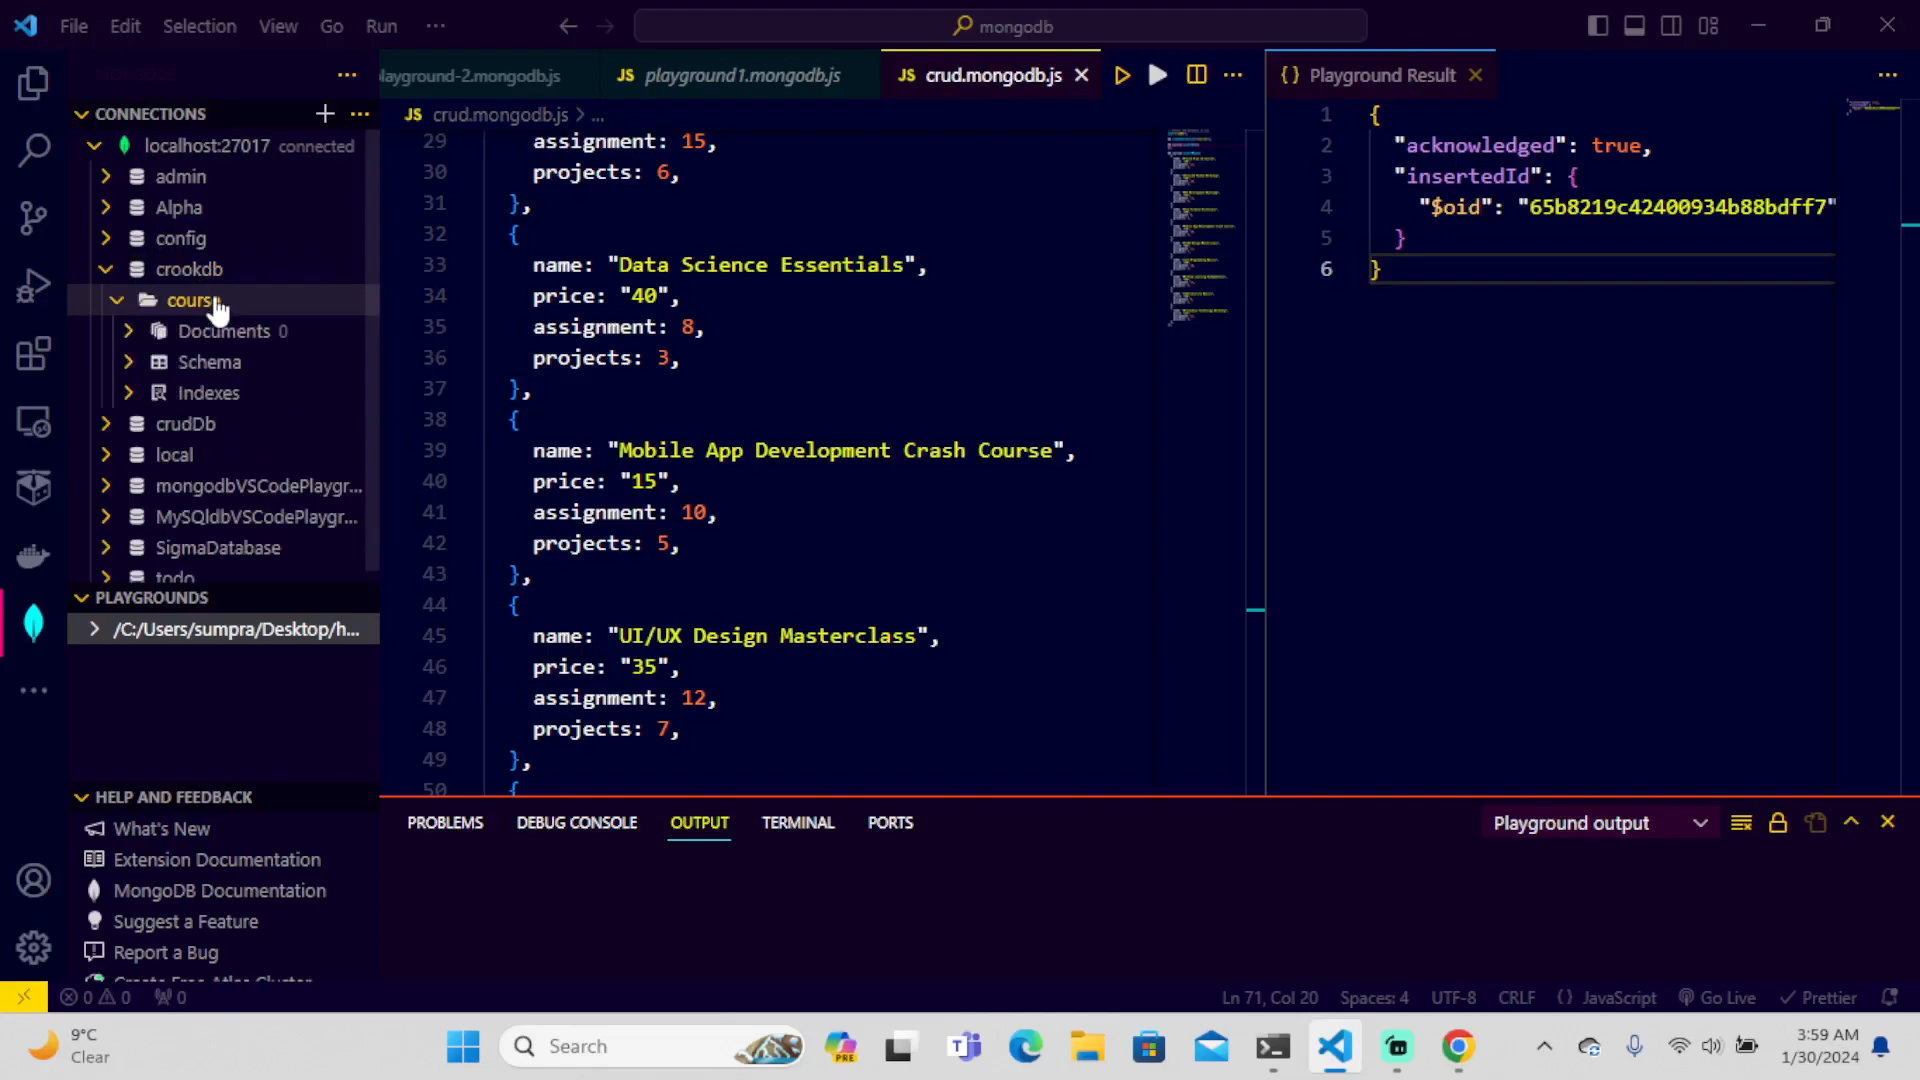 File Edit Selection View Go Run ...
mongodb
CONNECTIONS
localhost:27017 connected
admin
Alpha
config
crookdb
Documents 0
Schema
Indexes
crudDb
local
mongodbVSCodePlaygr...
MySQldbVSCodePlaygr...
SigmaDatabase
todo
PLAYGROUNDS
/C:/Users/sumpra/Desktop/h...
HELP AND FEEDBACK
What's New
Extension Documentation
MongoDB Documentation
Suggest a Feature
Report a Bug
Create Free Atlas Cluster
layground-2.mongodb.js
JS playground1.mongodb.js
JS crud.mongodb.js
JS crud.mongodb.js > ...
29 assignment: 15,
30 projects: 6,
31 },
32 {
33 name: "Data Science Essentials",
34 price: "40",
35 assignment: 8,
36 projects: 3,
37 },
38 {
39 name: "Mobile App Development Crash Course",
40 price: "15",
41 assignment: 10,
42 projects: 5,
43 },
44 {
45 name: "UI/UX Design Masterclass",
46 price: "35",
47 assignment: 12,
48 projects: 7,
49 },
50 {
{} Playground Result
1 {
2 "acknowledged": true,
3 "insertedId": {
4 "$oid": "65b8219c42400934b88bdff7"
5 }
6 }
PROBLEMS DEBUG CONSOLE OUTPUT TERMINAL PORTS
Playground output
0 0 0
Ln 71, Col 20 Spaces: 4 UTF-8 CRLF {} JavaScript Go Live Prettier
9°C
Clear
Search
PRE
3:59 AM
1/30/2024